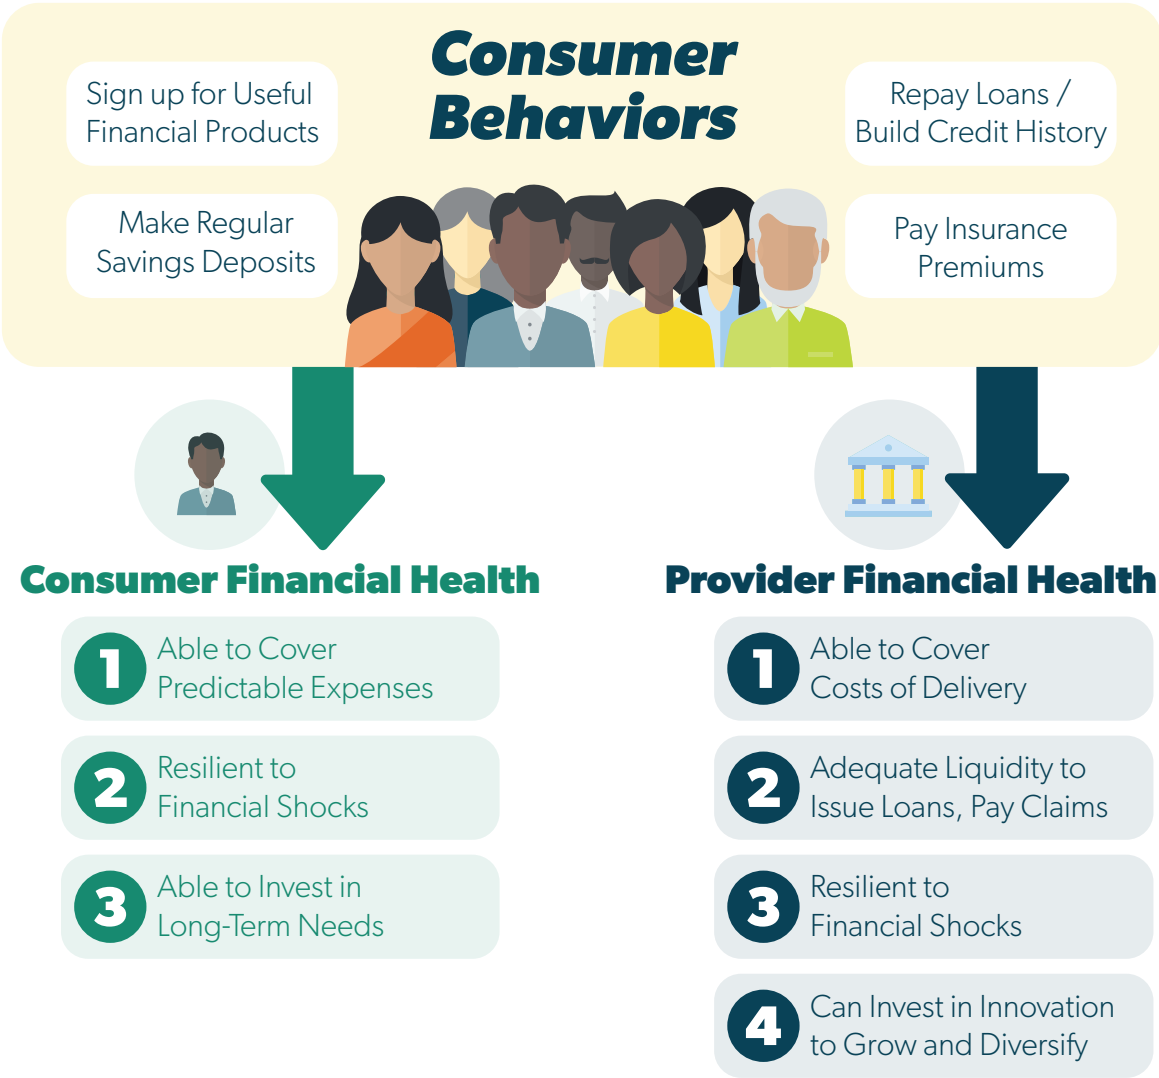 Consumer
Behaviors
Sign up for Useful
Financial Products
Make Regular
Savings Deposits
Repay Loans /
Build Credit History
Pay Insurance
Premiums
Consumer Financial Health
1
Able to Cover
Predictable Expenses
2
Resilient to
Financial Shocks
3
Able to Invest in
Long-Term Needs
Provider Financial Health
1
Able to Cover
Costs of Delivery
2
Adequate Liquidity to
Issue Loans, Pay Claims
3
Resilient to
Financial Shocks
4
Can Invest in Innovation
to Grow and Diversify